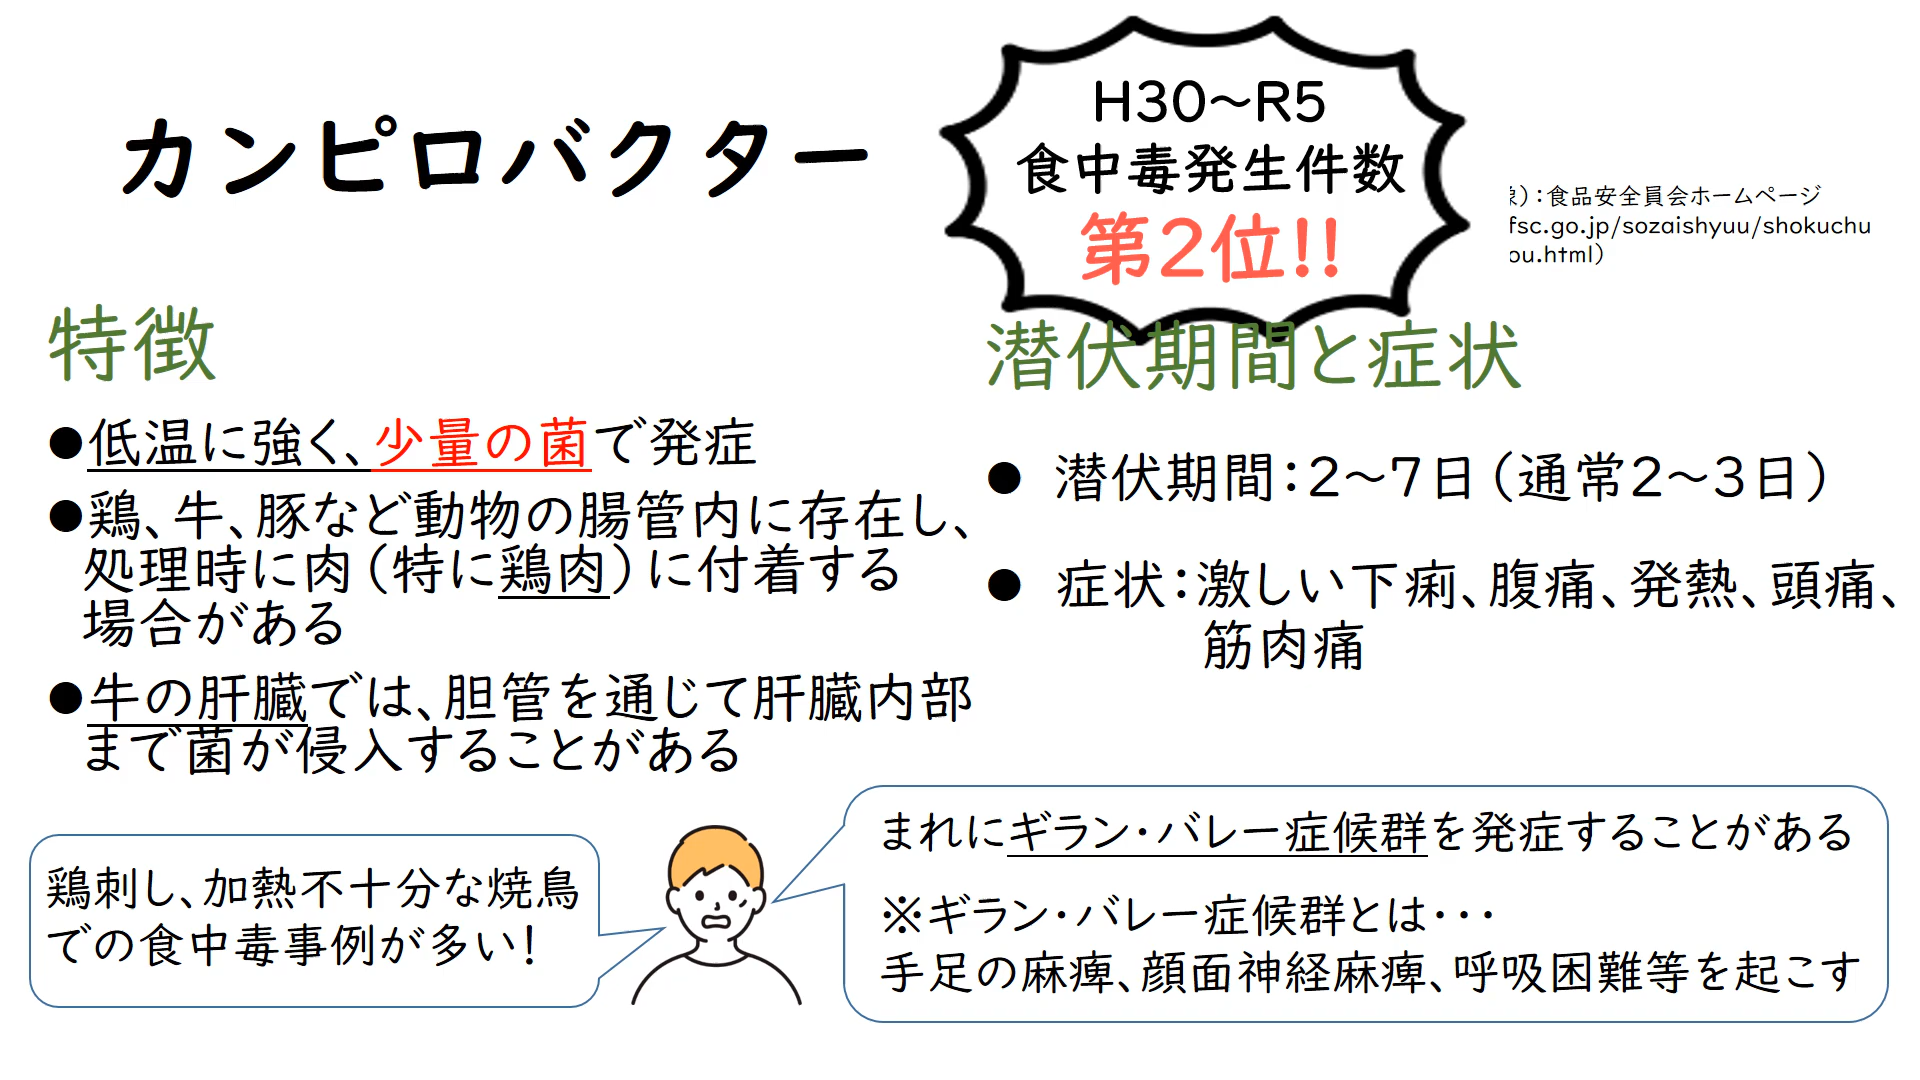 カンピロバクター
H30～R5
食中毒発生件数
第2位!!
）：食品安全員会ホームページ
fsc.go.jp/sozaishyuu/shokuchu
ou.html）
特徴
●低温に強く、少量の菌で発症
●鶏、牛、豚など動物の腸管内に存在し、
処理時に肉（特に鶏肉）に付着する
場合がある
●牛の肝臓では、胆管を通じて肝臓内部
まで菌が侵入することがある
潜伏期間と症状
● 潜伏期間：2～7日（通常2～3日）
● 症状：激しい下痢、腹痛、発熱、頭痛、
筋肉痛
鶏刺し、加熱不十分な焼鳥
での食中毒事例が多い！
まれにギラン・バレー症候群を発症することがある
※ギラン・バレー症候群とは・・・
手足の麻痺、顔面神経麻痺、呼吸困難等を起こす